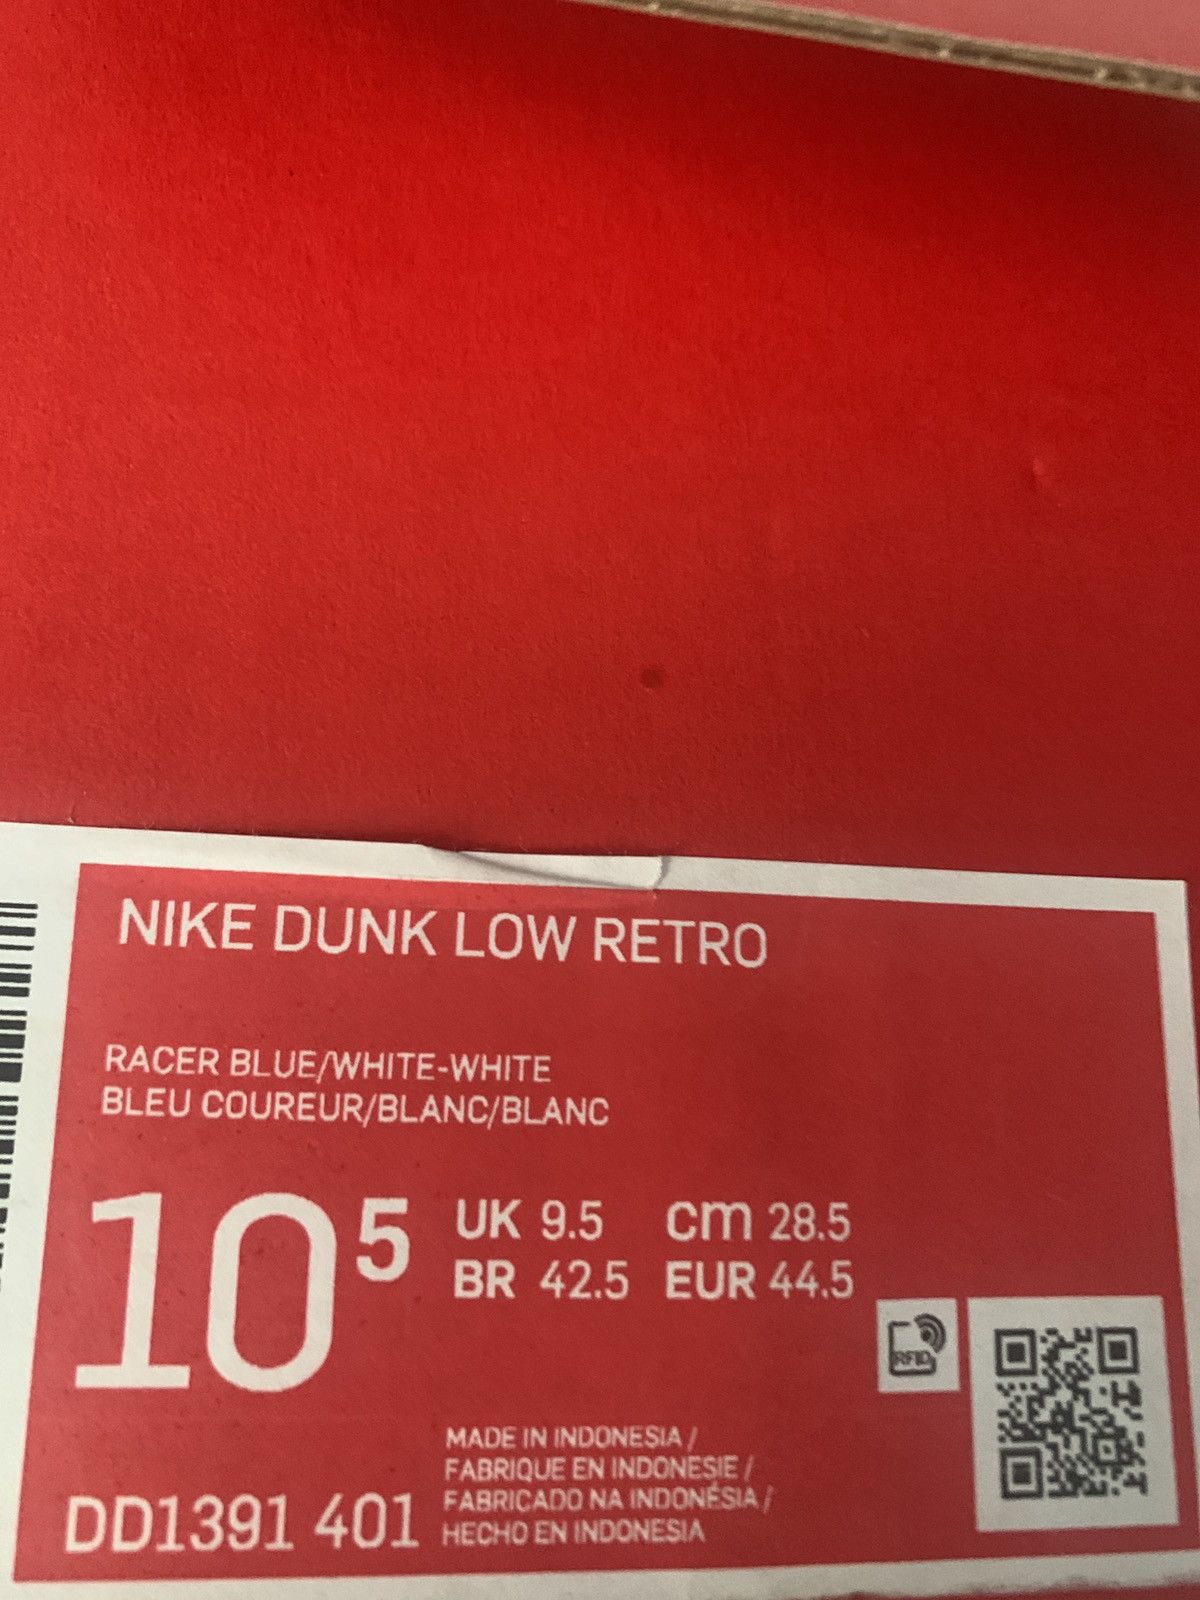 NIKE DUNK LOW RETRO
RACER BLUE/WHITE-WHITE
BLEU COUREUR/BLANC/BLANC
10 5
UK 9.5 cm 28.5
BR 42.5 EUR 44.5
RFID
MADE IN INDONESIA /
FABRIQUE EN INDONESIE /
FABRICADO NA INDONÉSIA /
HECHO EN INDONESIA
DD1391 401